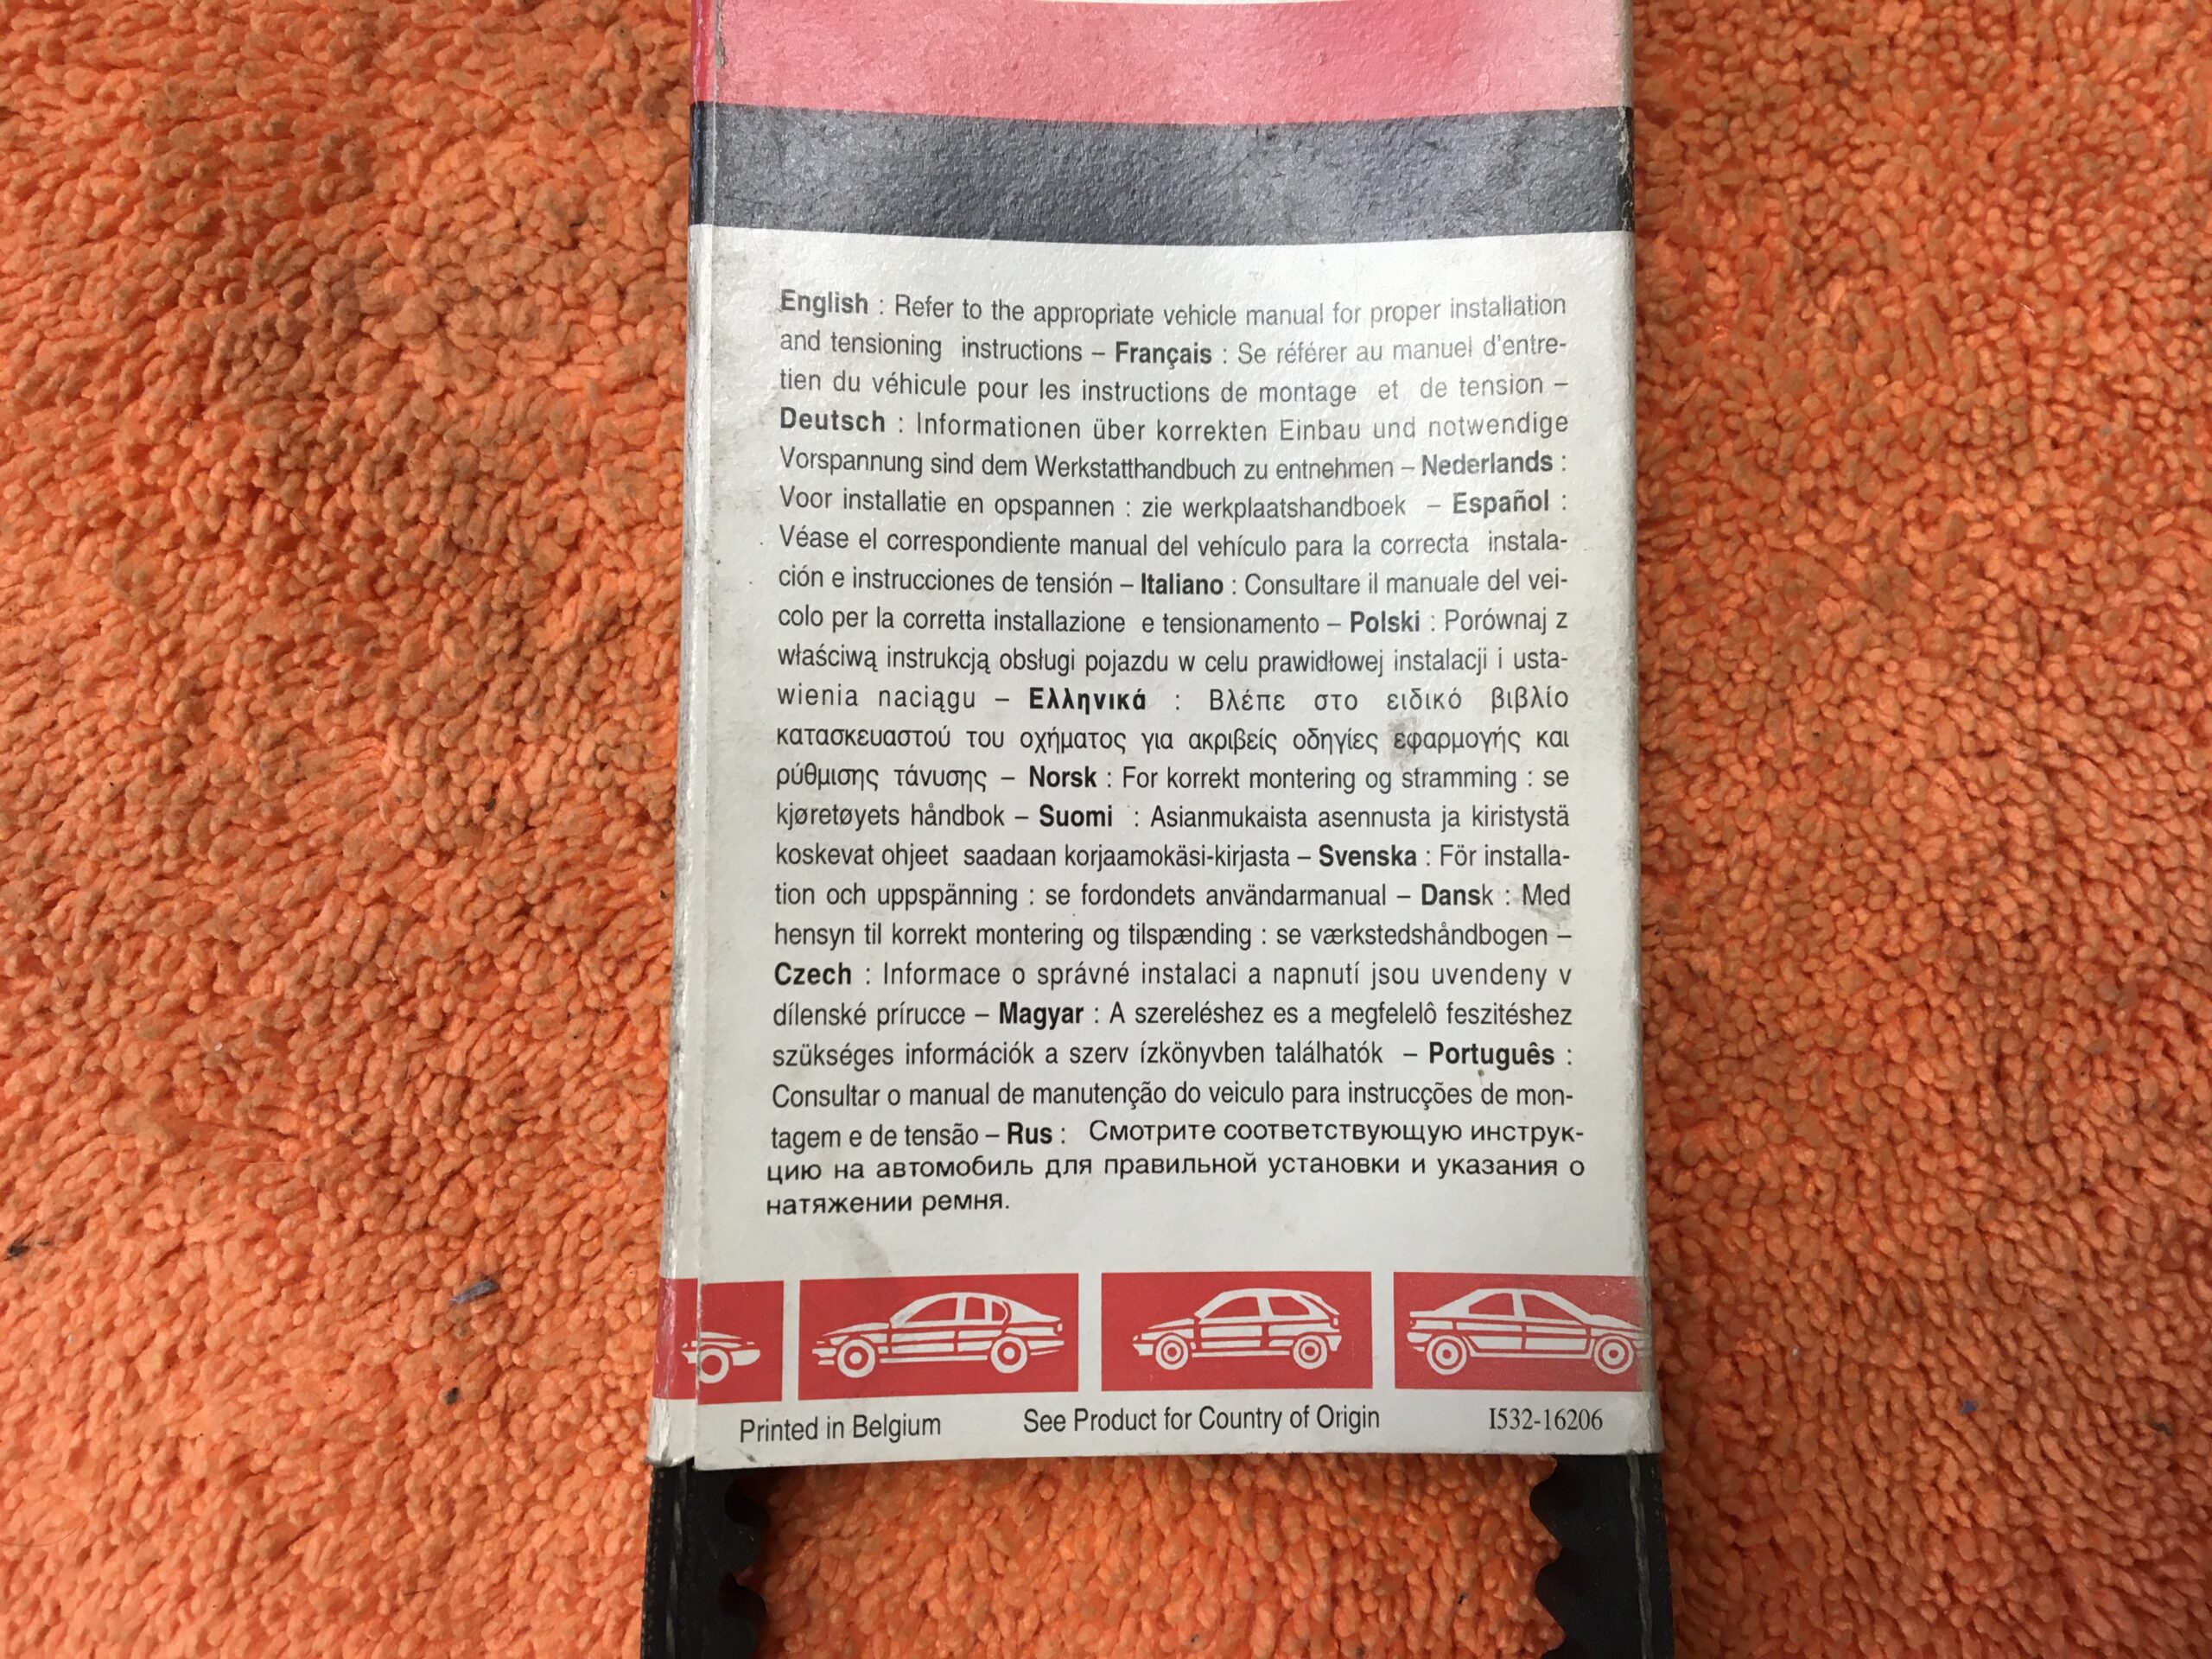 English : Refer to the appropriate vehicle manual for proper installation
and tensioning instructions – Français : Se référer au manuel d'entre-
tien du véhicule pour les instructions de montage et de tension –
Deutsch : Informationen über korrekten Einbau und notwendige
Vorspannung sind dem Werkstatthandbuch zu entnehmen – Nederlands :
Voor installatie en opspannen : zie werkplaatshandboek – Español :
Véase el correspondiente manual del vehículo para la correcta instala-
ción e instrucciones de tensión – Italiano : Consultare il manuale del vei-
colo per la corretta installazione e tensionamento – Polski : Porównaj z
właściwą instrukcją obsługi pojazdu w celu prawidłowej instalacji i usta-
wienia naciągu – Ελληνικά : Βλέπε στο ειδικό βιβλίο
κατασκευαστού του οχήματος για ακριβείς οδηγίες εφαρμογής και
ρύθμισης τάνυσης – Norsk : For korrekt montering og stramming : se
kjøretøyets håndbok – Suomi : Asianmukaista asennusta ja kiristystä
koskevat ohjeet saadaan korjaamokäsi-kirjasta – Svenska : För installa-
tion och uppspänning : se fordondets användarmanual – Dansk : Med
hensyn til korrekt montering og tilspænding : se værkstedshåndbogen –
Czech : Informace o správné instalaci a napnutí jsou uvendeny v
dílenské prírucce – Magyar : A szereléshez es a megfelelô feszitéshez
szükséges információk a szerv ízkönyvben találhatók – Português :
Consultar o manual de manutenção do veiculo para instrucções de mon-
tagem e de tensão – Rus : Смотрите соответствующую инструк-
цию на автомобиль для правильной установки и указания о
натяжении ремня.
Printed in Belgium See Product for Country of Origin I532-16206